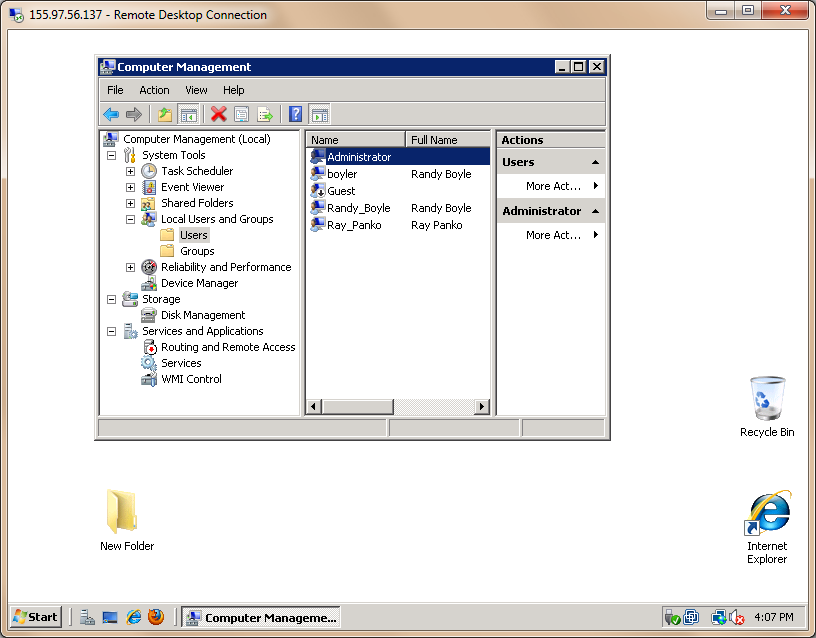 155.97.56.137 - Remote Desktop Connection
Computer Management
File Action View Help
Computer Management (Local)
System Tools
Task Scheduler
Event Viewer
Shared Folders
Local Users and Groups
Users
Groups
Reliability and Performance
Device Manager
Storage
Disk Management
Services and Applications
Routing and Remote Access
Services
WMI Control
Name Full Name
Administrator
boyler Randy Boyle
Guest
Randy_Boyle Randy Boyle
Ray_Panko Ray Panko
Actions
Users
More Act...
Administrator
More Act...
Recycle Bin
New Folder
Internet
Explorer
Start
Computer Manageme...
4:07 PM